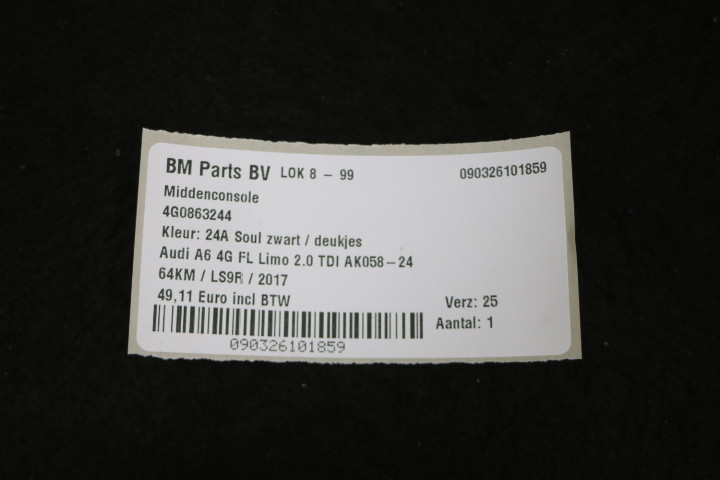 BM Parts BV LOK 8 - 99 090326101859
Middenconsole
4G0863244
Kleur: 24A Soul zwart / deukjes
Audi A6 4G FL Limo 2.0 TDI AK058-24
64KM / LS9R / 2017
49,11 Euro incl BTW Verz: 25
Aantal: 1
090326101859